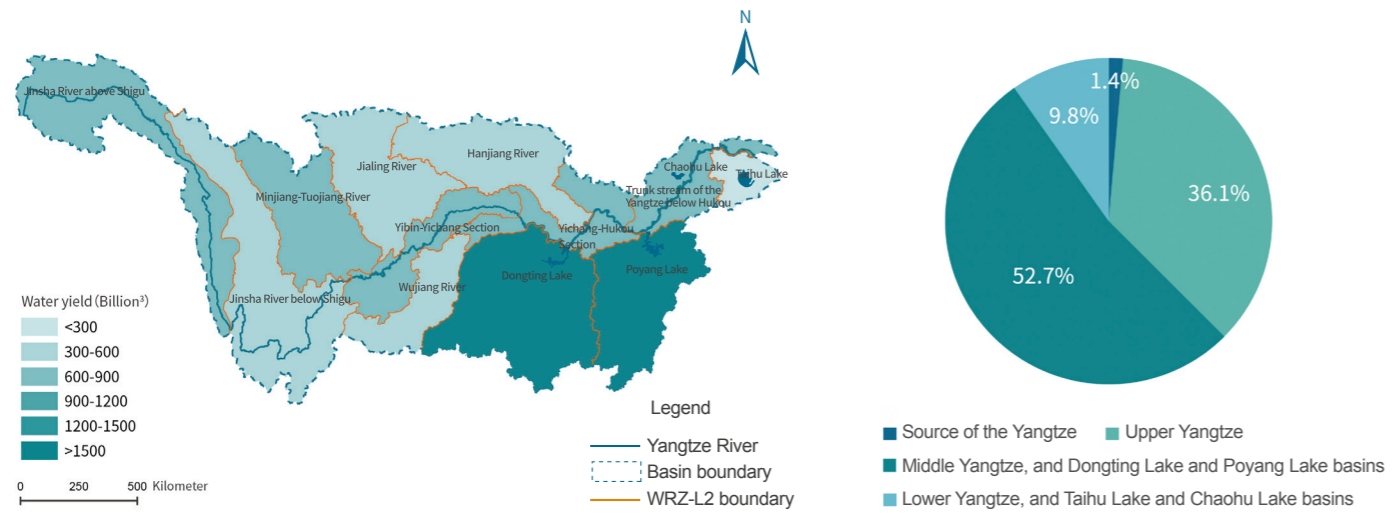 N
Jinsha River above Shigu
Jialing River
Hanjiang River
Chaohu Lake
Taihu Lake
Minjiang-Tuojiang River
Trunk stream of the
Yangtze below Hukou
Yibin-Yichang Section
Yichang-Hukou
Section
Dongting Lake
Poyang Lake
Wujiang River
Jinsha River below Shigu
Water yield (Billion³)
<300
300-600
600-900
900-1200
1200-1500
>1500
0 250 500 Kilometer
Legend
Yangtze River
Basin boundary
WRZ-L2 boundary
1.4%
9.8%
36.1%
52.7%
Source of the Yangtze
Upper Yangtze
Middle Yangtze, and Dongting Lake and Poyang Lake basins
Lower Yangtze, and Taihu Lake and Chaohu Lake basins